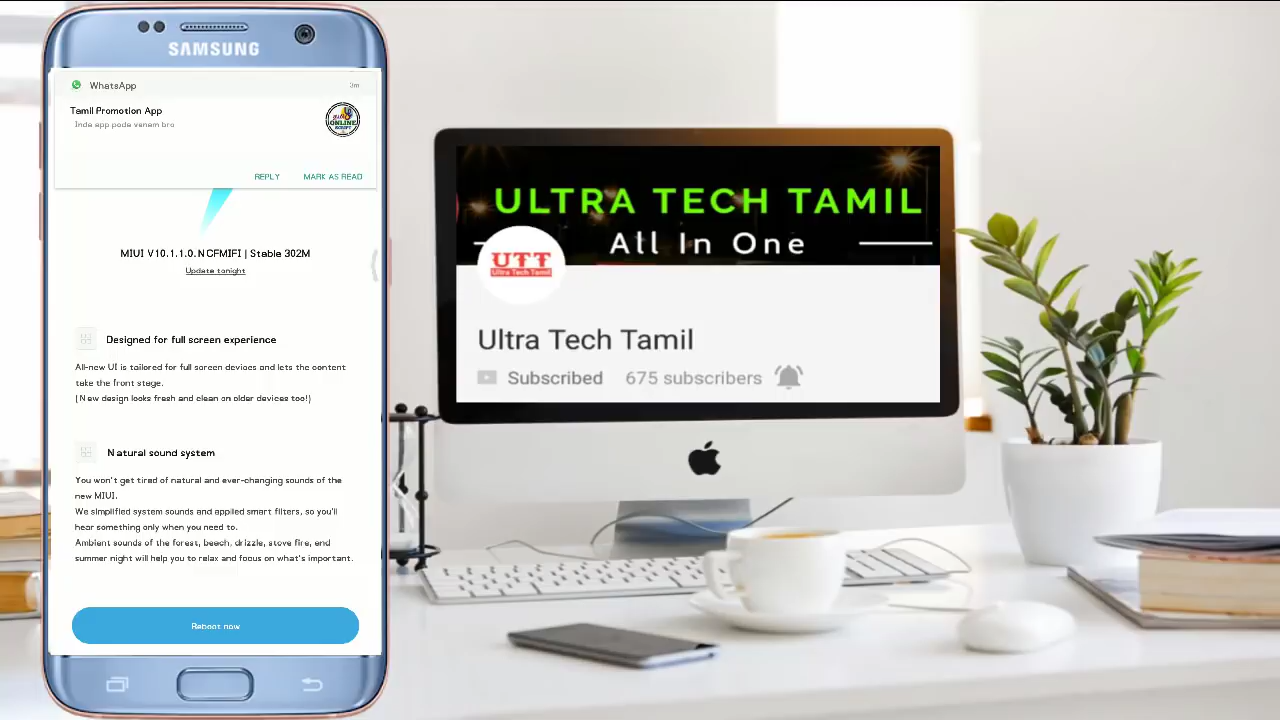 SAMSUNG
WhatsApp
3m
Tamil Promotion App
Inda app poda venam bro
REPLY MARK AS READ
MIUI V10.1.1.0.NCFMIFI | Stable 302M
Update tonight
Designed for full screen experience
All-new UI is tailored for full screen devices and lets the content
take the front stage.
(New design looks fresh and clean on older devices too!)
Natural sound system
You won't get tired of natural and ever-changing sounds of the
new MIUI.
We simplified system sounds and applied smart filters, so you'll
hear something only when you need to.
Ambient sounds of the forest, beech, drizzle, stove fire, end
summer night will help you to relax and focus on what's important.
Reboot now
ULTRA TECH TAMIL
All In One
UTT
Ultra Tech Tamil
Ultra Tech Tamil
Subscribed 675 subscribers